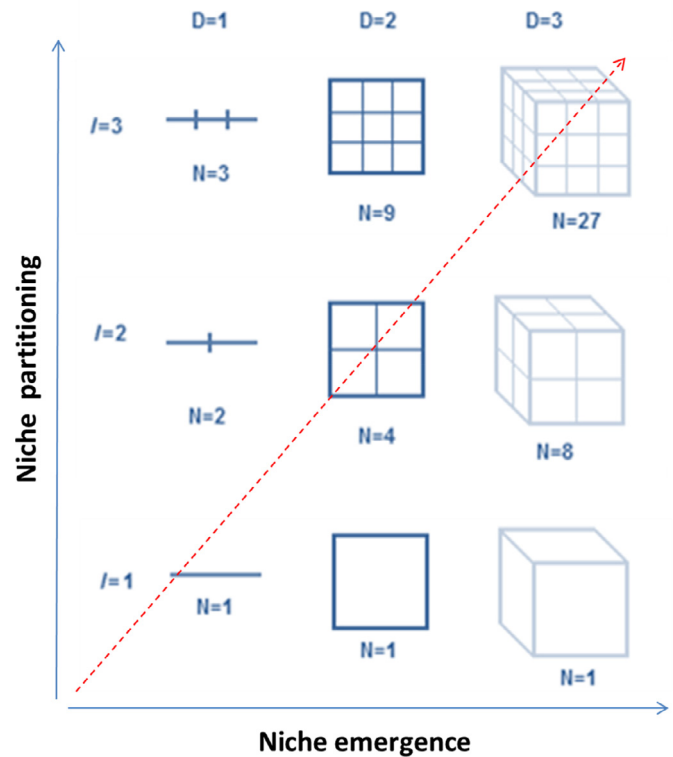 D=1 D=2 D=3
l=3
N=3
N=9
N=27
l=2
N=2
N=4
N=8
l=1
N=1
N=1
N=1
Niche partitioning
Niche emergence